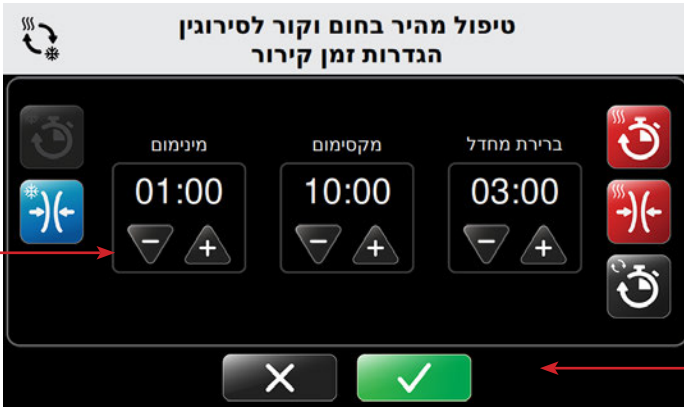 טיפול מהיר בחום וקור לסירוגין
הגדרות זמן קירור
ברירת מחדל
מקסימום
מינימום
03:00
10:00
01:00